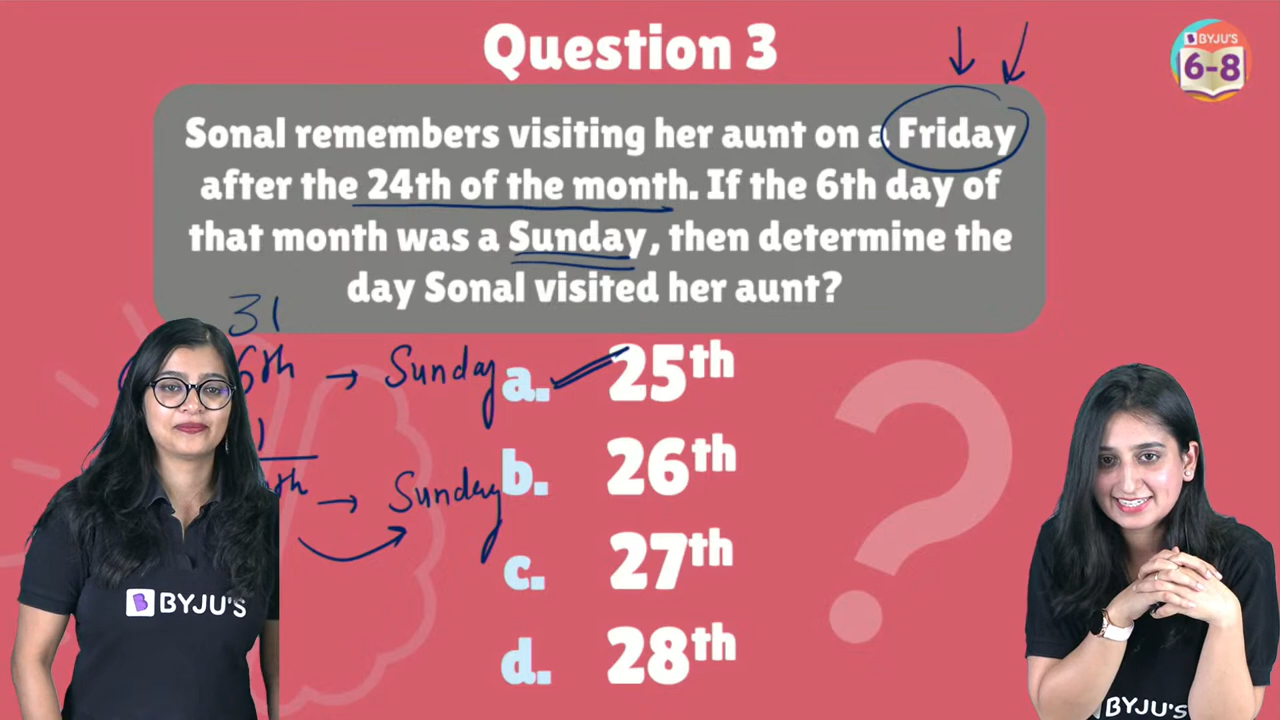 Question 3
BYJU'S
6-8
Sonal remembers visiting her aunt on a Friday
after the 24th of the month. If the 6th day of
that month was a Sunday, then determine the
day Sonal visited her aunt?
31
6th → Sunday
a. 25th
b. 26th
→ Sunday
c. 27th
d. 28th
BYJU'S
BYJU'S